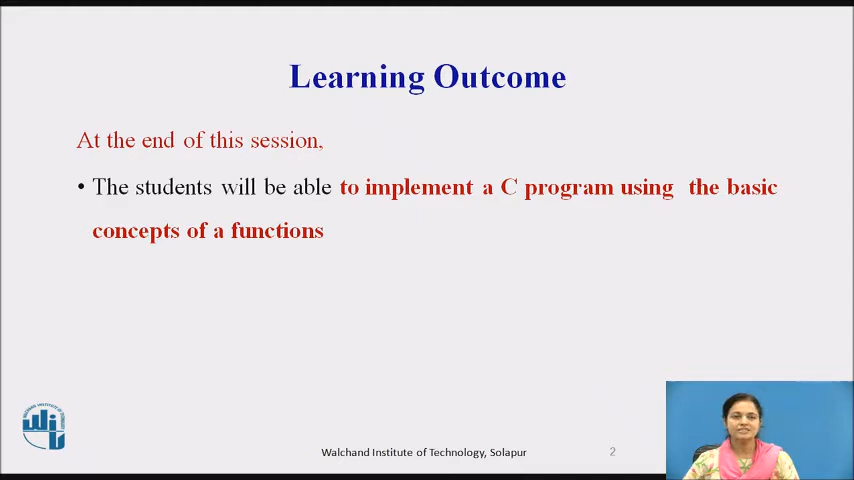 Learning Outcome
At the end of this session,
• The students will be able to implement a C program using the basic
concepts of a functions
Walchand Institute of Technology, Solapur
2